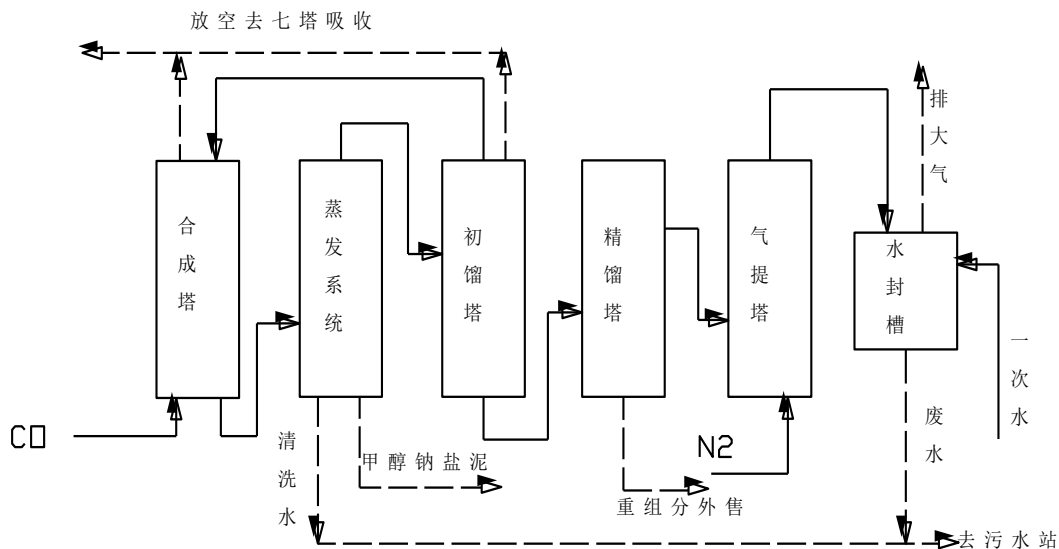 放空去七塔吸收
排大气
合成塔
蒸发系统
初馏塔
精馏塔
气提塔
水封槽
一次水
CO
清洗水
甲醇钠盐泥
N2
重组分外售
废水
去污水站